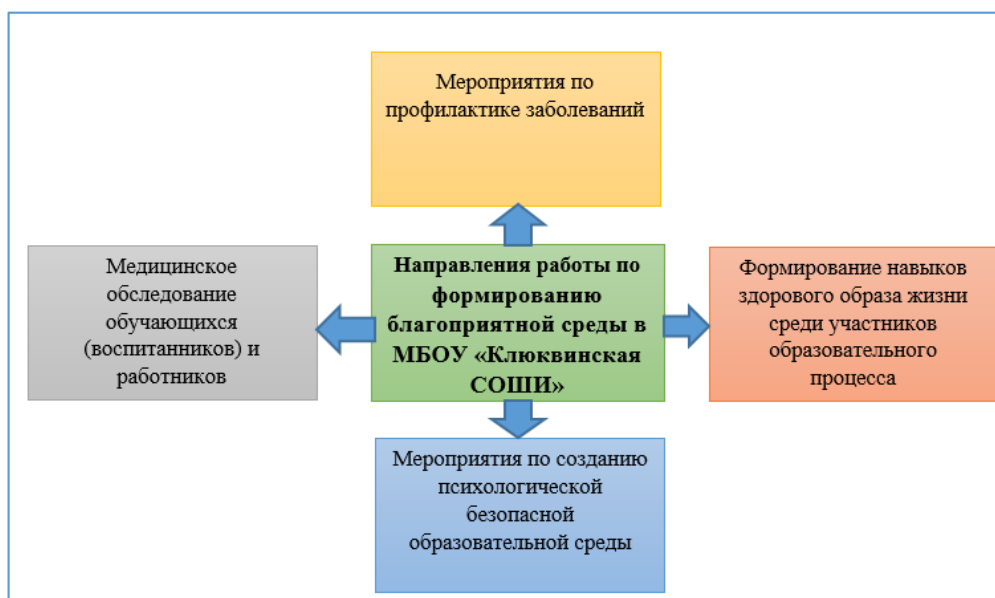 Мероприятия по
профилактике заболеваний
Медицинское
обследование
обучающихся
(воспитанников) и
работников
Направления работы по
формированию
благоприятной среды в
МБОУ «Клюквинская
СОШИ»
Формирование навыков
здорового образа жизни
среди участников
образовательного
процесса
Мероприятия по созданию
психологической
безопасной
образовательной среды